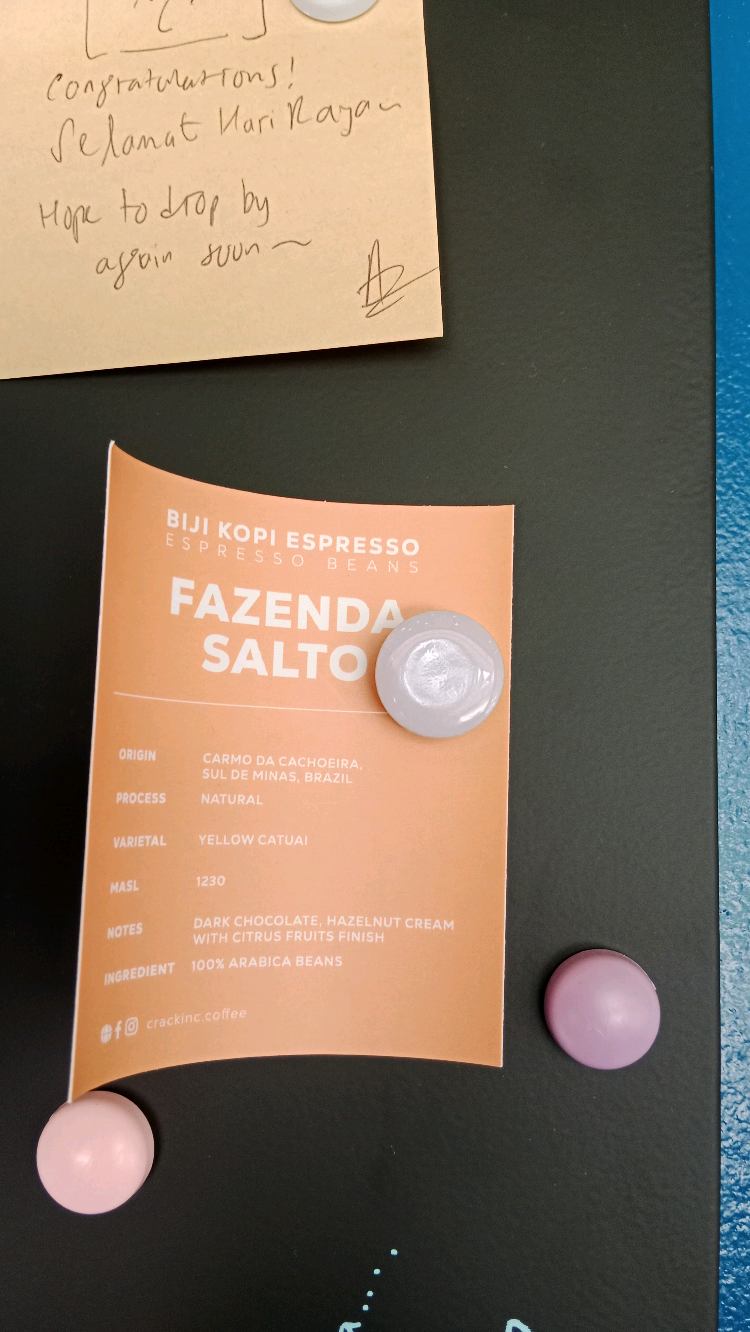 Congratulations!
Selamat Hari Raya~
Hope to drop by
again soon~
BIJI KOPI ESPRESSO
ESPRESSO BEANS
FAZENDA
SALTO
ORIGIN CARMO DA CACHOEIRA,
SUL DE MINAS, BRAZIL
PROCESS NATURAL
VARIETAL YELLOW CATUAI
MASL 1230
NOTES DARK CHOCOLATE, HAZELNUT CREAM
WITH CITRUS FRUITS FINISH
INGREDIENT 100% ARABICA BEANS
crackinc.coffee